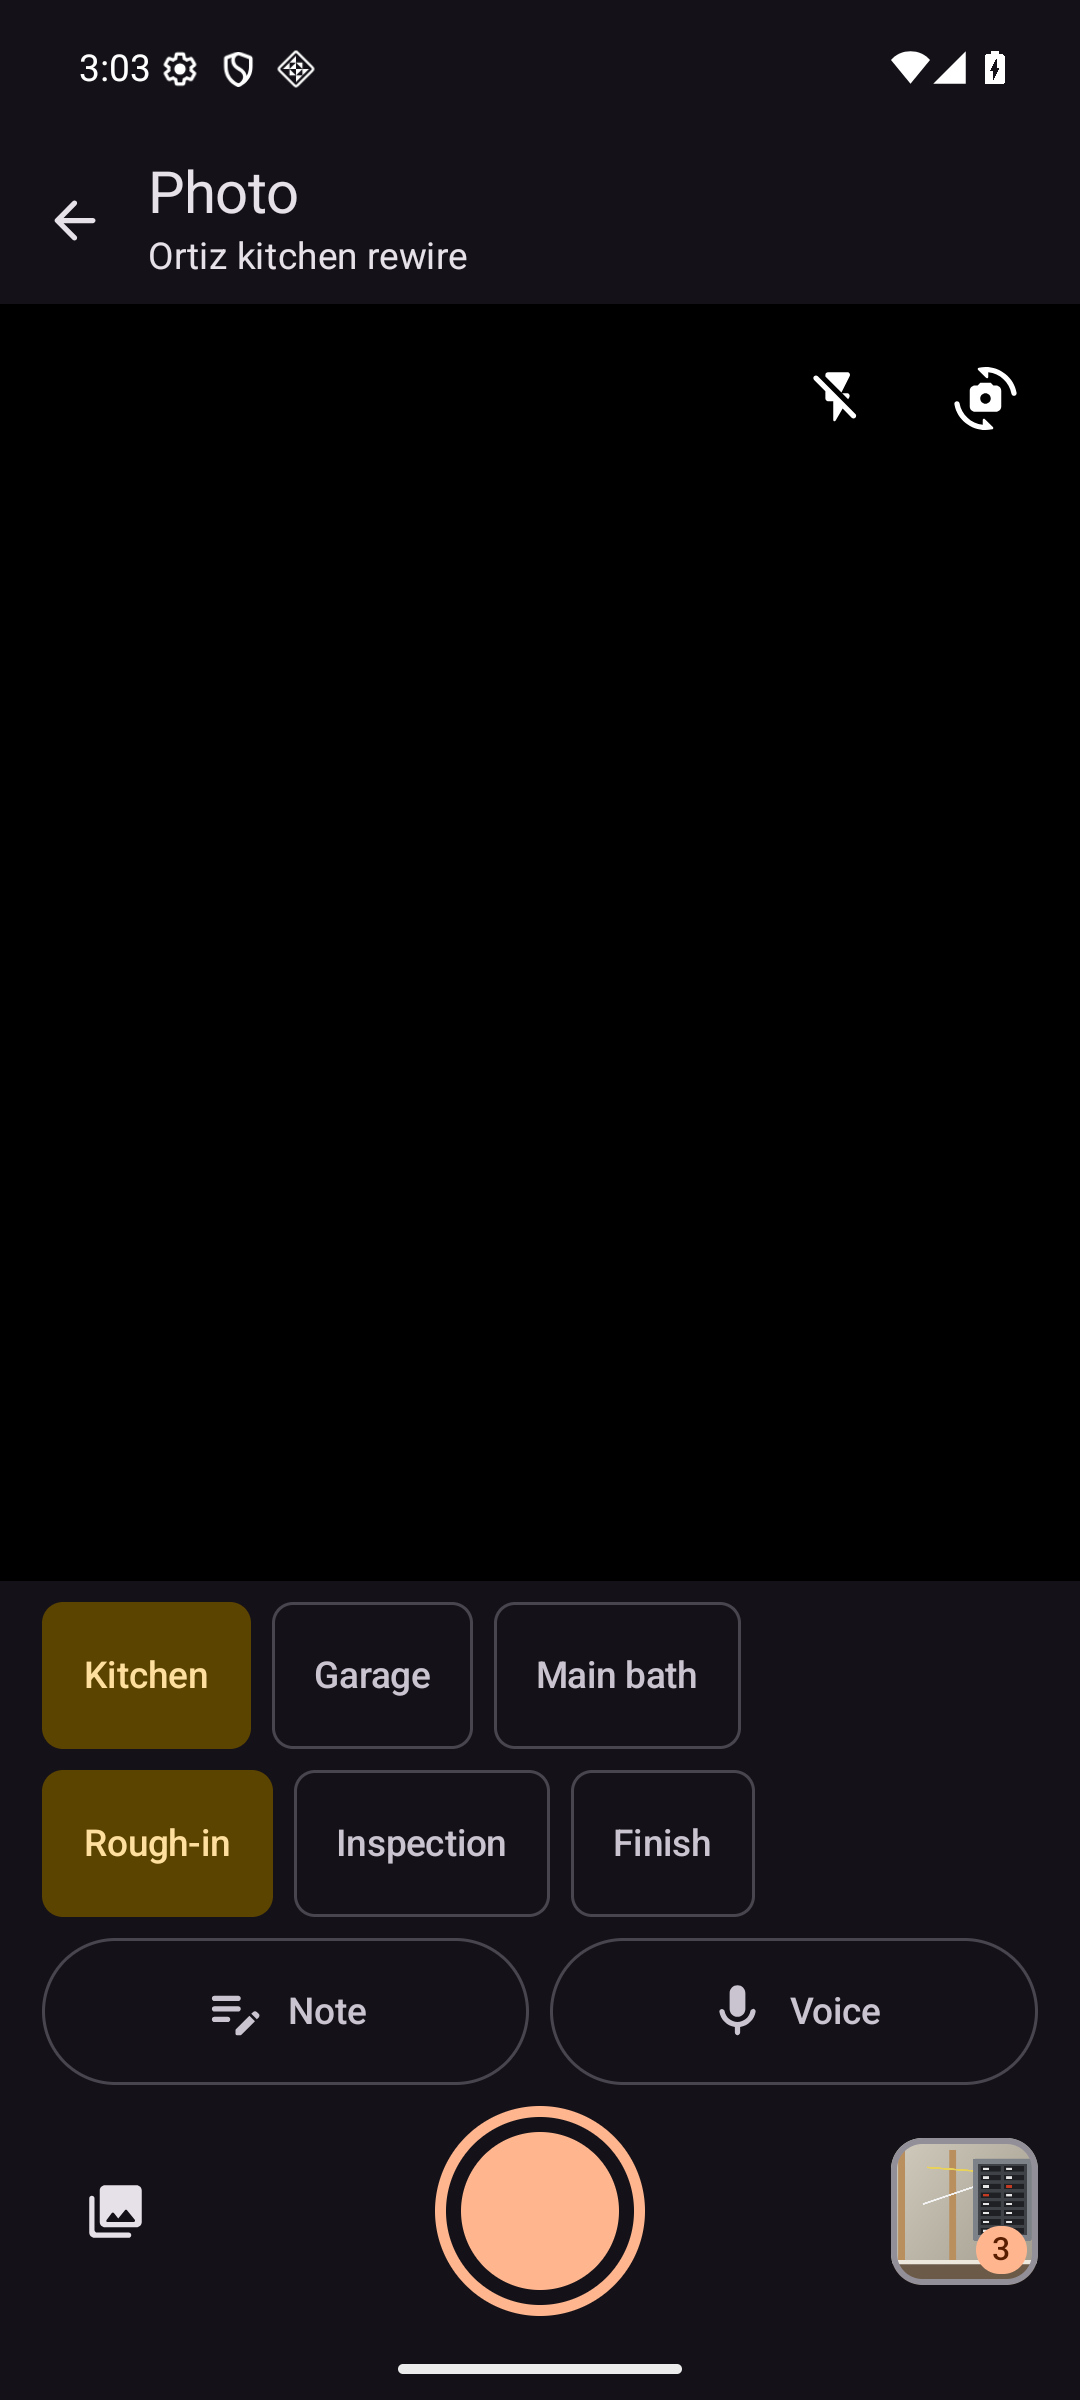 3:03
Photo
Ortiz kitchen rewire
Kitchen
Garage
Main bath
Rough-in
Inspection
Finish
Note
Voice
3